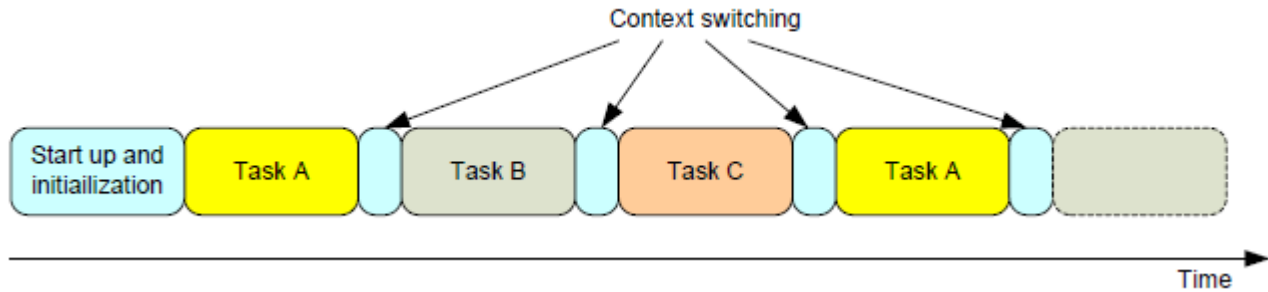 Context switching
Start up and
initiailization
Task A
Task B
Task C
Task A
Time